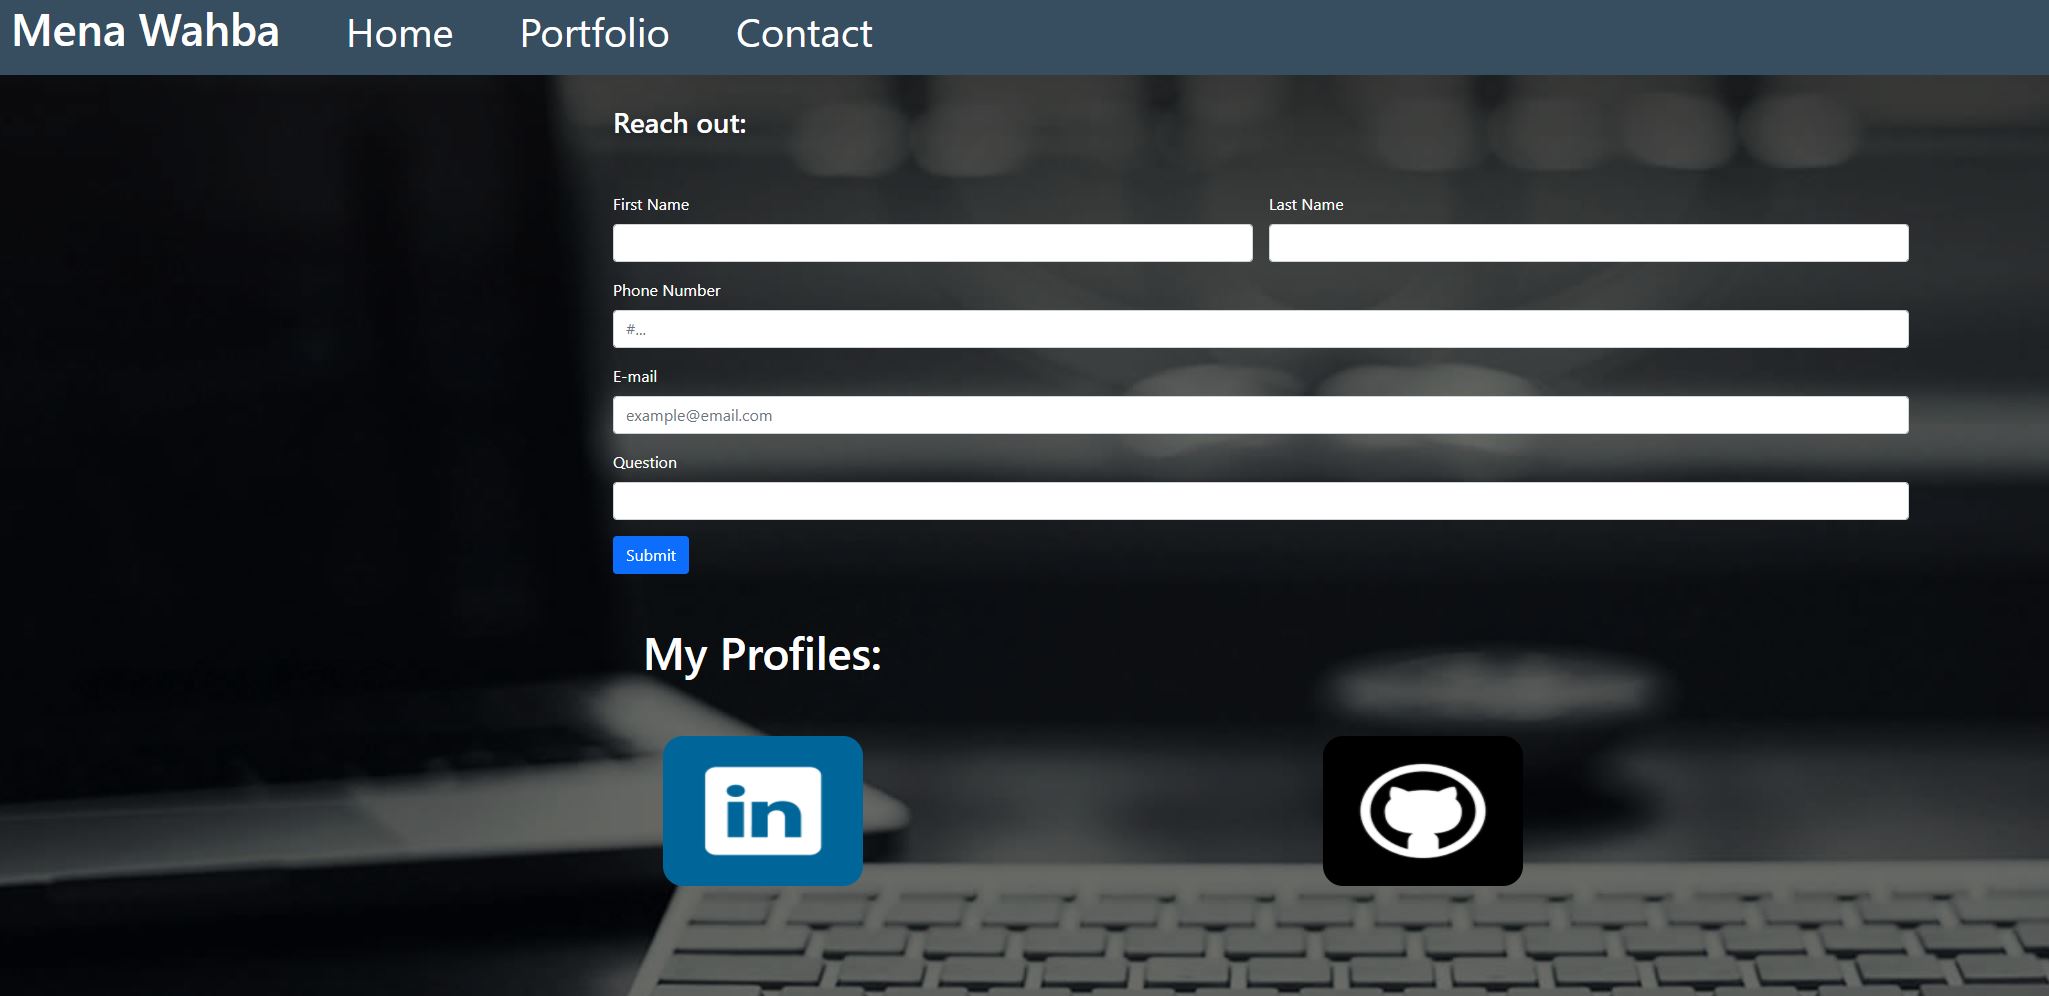 Mena Wahba Home Portfolio Contact
Reach out:
First Name Last Name
Phone Number
#...
E-mail
example@email.com
Question
Submit
My Profiles:
in